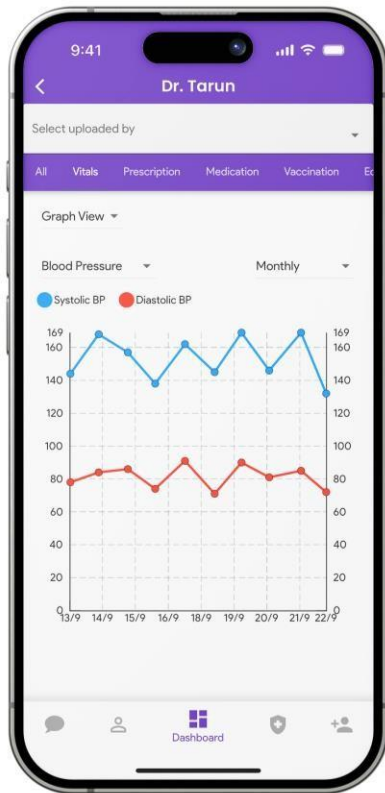 9:41
Dr. Tarun
Select uploaded by
All Vitals Prescription Medication Vaccination Ec
Graph View
Blood Pressure Monthly
Systolic BP Diastolic BP
169 169
160 160
140 140
120 120
100 100
80 80
60 60
40 40
20 20
0 0
13/9 14/9 15/9 16/9 18/9 19/9 20/9 21/9 22/9
Dashboard